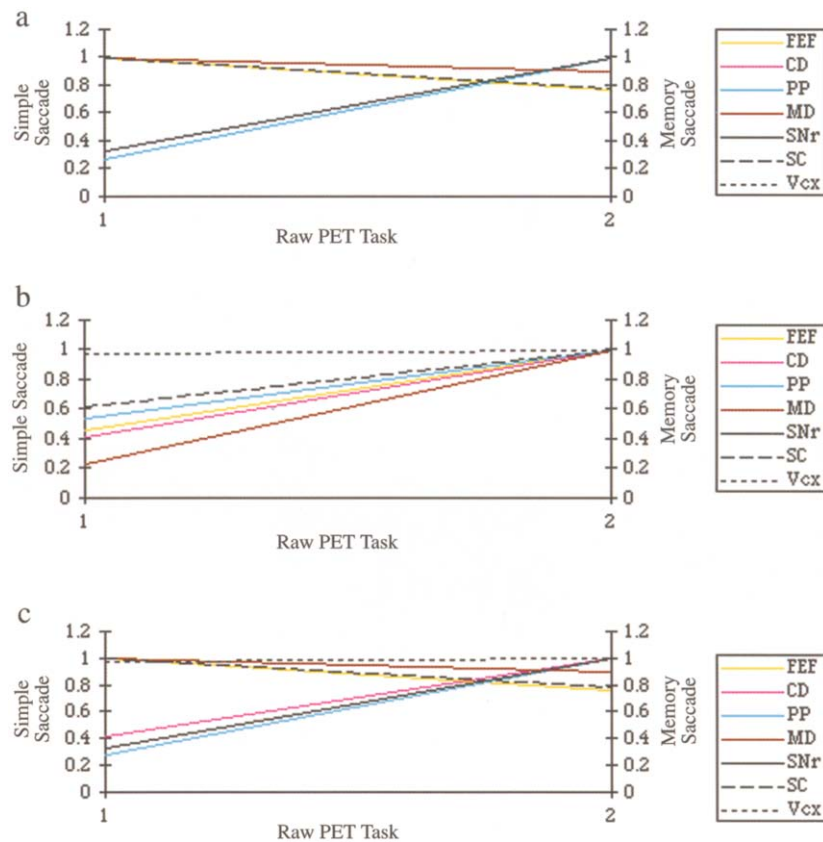 a
1.2
1
0.8
0.6
0.4
0.2
0
Simple
Saccade
1.2
1
0.8
0.6
0.4
0.2
0
Memory
Saccade
1
2
Raw PET Task
FEF
CD
PP
MD
SNr
SC
Vcx
b
1.2
1
0.8
0.6
0.4
0.2
0
Simple Saccade
1.2
1
0.8
0.6
0.4
0.2
0
Memory
Saccade
1
2
Raw PET Task
FEF
CD
PP
MD
SNr
SC
Vcx
c
1.2
1
0.8
0.6
0.4
0.2
0
Simple
Saccade
1.2
1
0.8
0.6
0.4
0.2
0
Memory
Saccade
1
2
Raw PET Task
FEF
CD
PP
MD
SNr
SC
Vcx